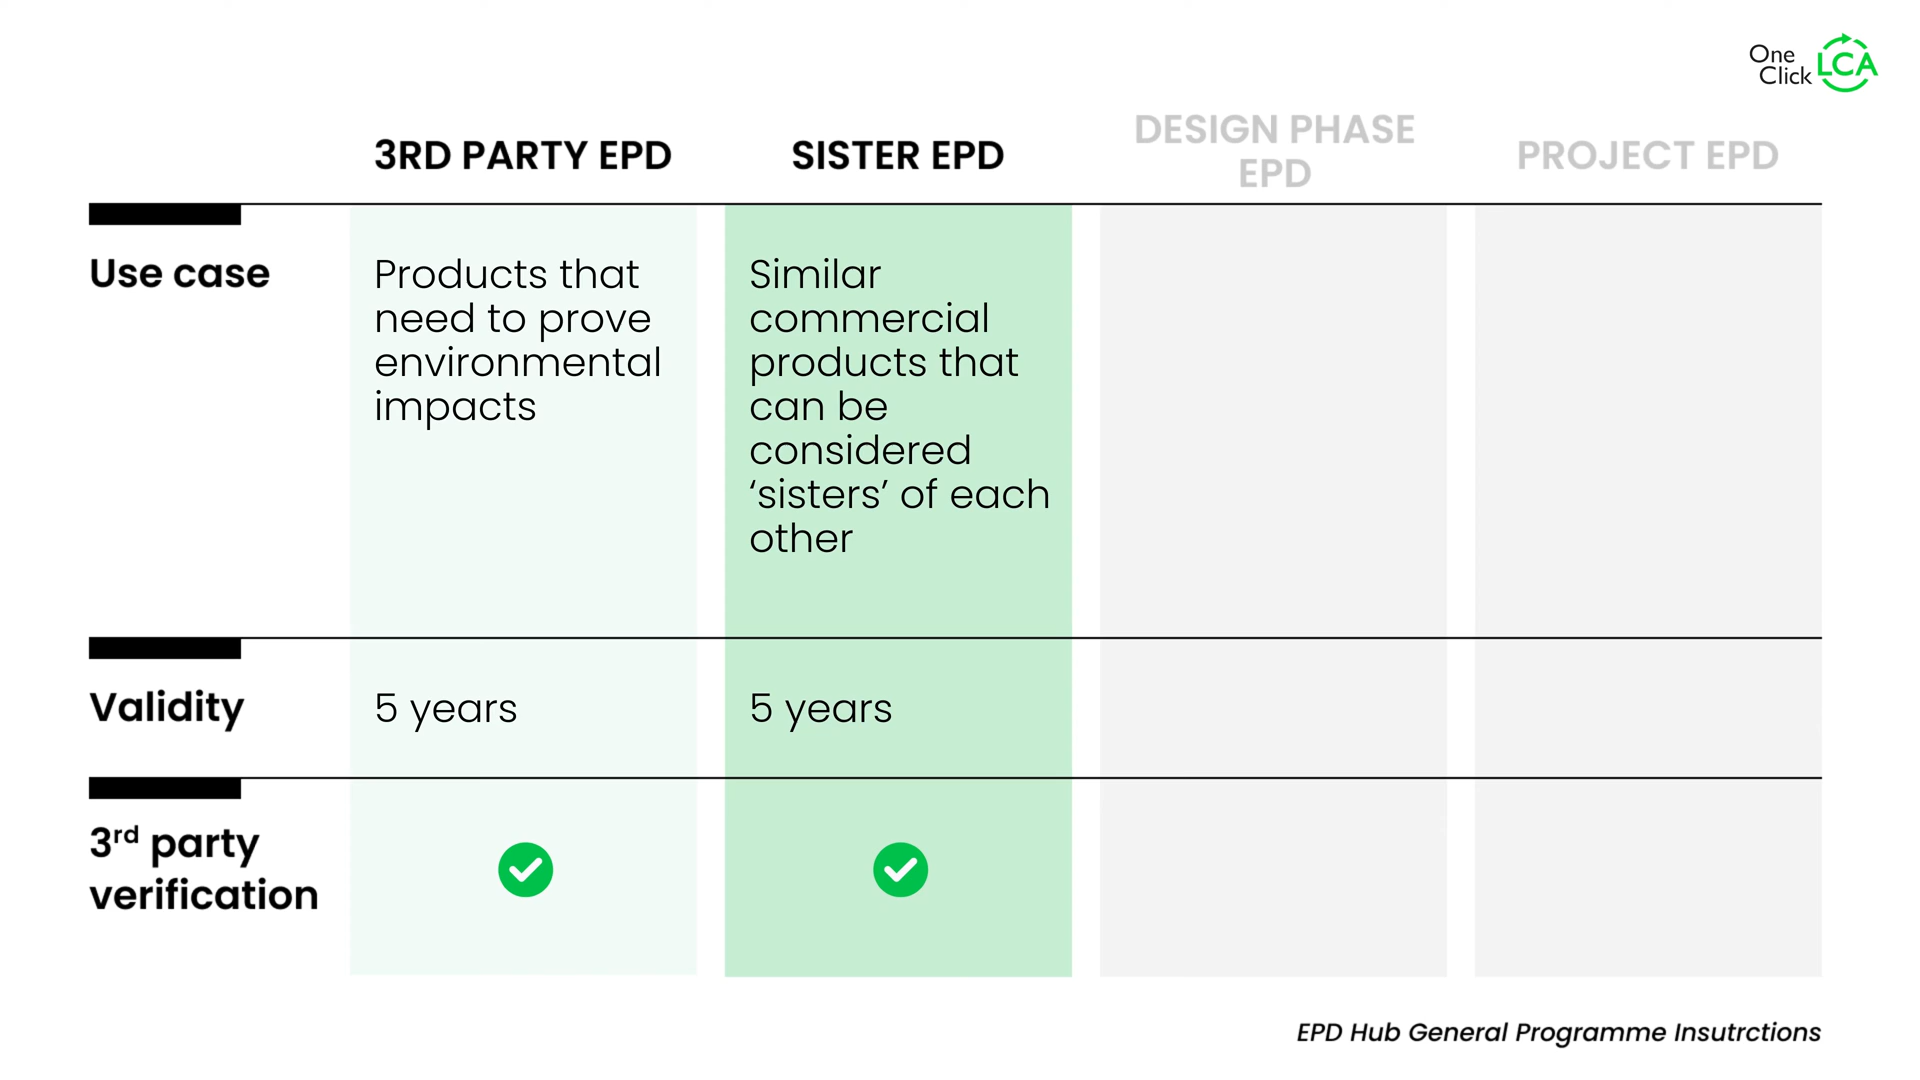 One
Click
LCA
3RD PARTY EPD
SISTER EPD
DESIGN PHASE
EPD
PROJECT EPD
Use case
Products that
need to prove
environmental
impacts
Similar
commercial
products that
can be
considered
‘sisters’ of each
other
Validity
5 years
5 years
3rd party
verification
EPD Hub General Programme Insutrctions